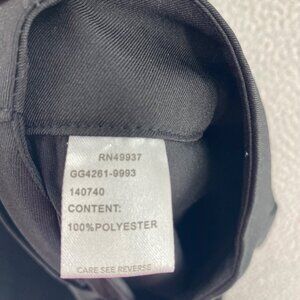 RN49937
GG4261-9993
140740
CONTENT:
100%POLYESTER
CARE SEE REVERSE